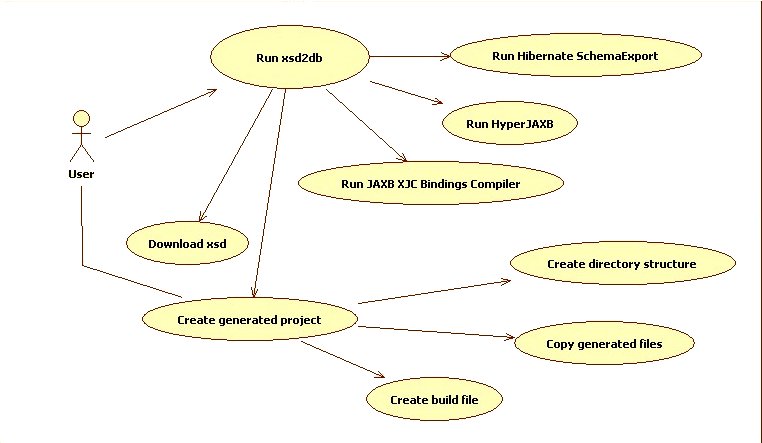 Run xsd2db
Run Hibernate SchemaExport
Run HyperJAXB
User
Run JAXB XJC Bindings Compiler
Download xsd
Create directory structure
Create generated project
Copy generated files
Create build file